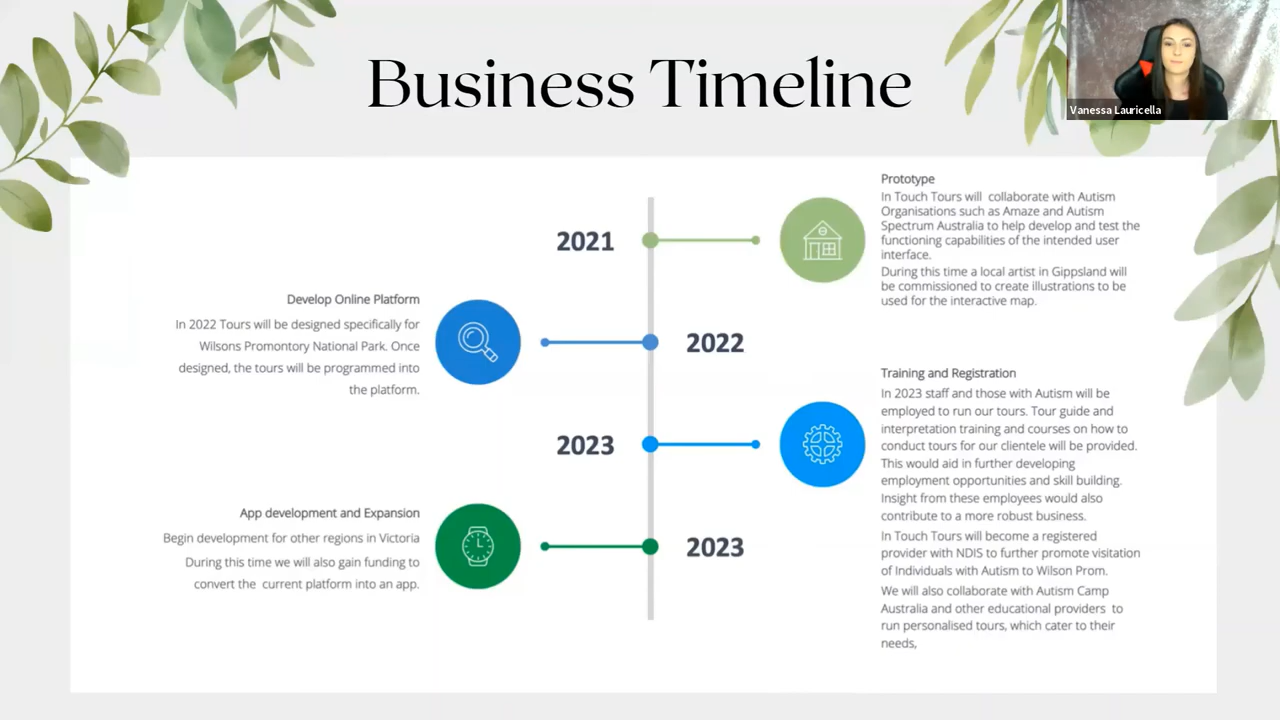 Business Timeline
Vanessa Lauricella
2021
Prototype
In Touch Tours will collaborate with Autism
Organisations such as Amaze and Autism
Spectrum Australia to help develop and test the
functioning capabilities of the intended user
interface.
During this time a local artist in Gippsland will
be commissioned to create illustrations to be
used for the interactive map.
Develop Online Platform
In 2022 Tours will be designed specifically for
Wilsons Promontory National Park. Once
designed, the tours will be programmed into
the platform.
2022
2023
Training and Registration
In 2023 staff and those with Autism will be
employed to run our tours. Tour guide and
interpretation training and courses on how to
conduct tours for our clientele will be provided.
This would aid in further developing
employment opportunities and skill building.
Insight from these employees would also
contribute to a more robust business.
In Touch Tours will become a registered
provider with NDIS to further promote visitation
of Individuals with Autism to Wilson Prom.
We will also collaborate with Autism Camp
Australia and other educational providers to
run personalised tours, which cater to their
needs,
App development and Expansion
Begin development for other regions in Victoria
During this time we will also gain funding to
convert the current platform into an app.
2023